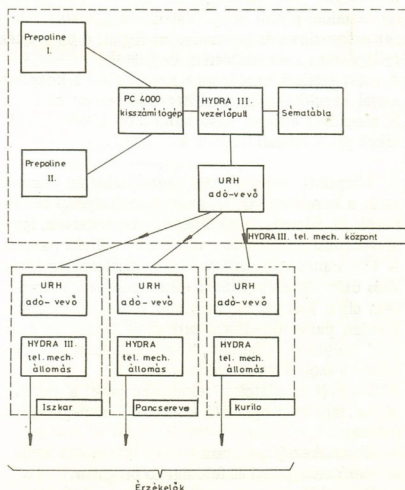 Prepoline
I.
PC 4000
kisszámítógép
HYDRA III.
vezérlőpult
Sématábla
Prepoline
II.
URH
adó-vevő
HYDRA III. tel. mech. központ
URH
adó- vevő
URH
adó- vevő
URH
adó- vevő
HYDRA III
tel. mech.
állomás
HYDRA
tel. mech.
állomás
HYDRA
tel. mech.
állomás
Iszkar
Pancserevo
Kurilo
Érzékelők